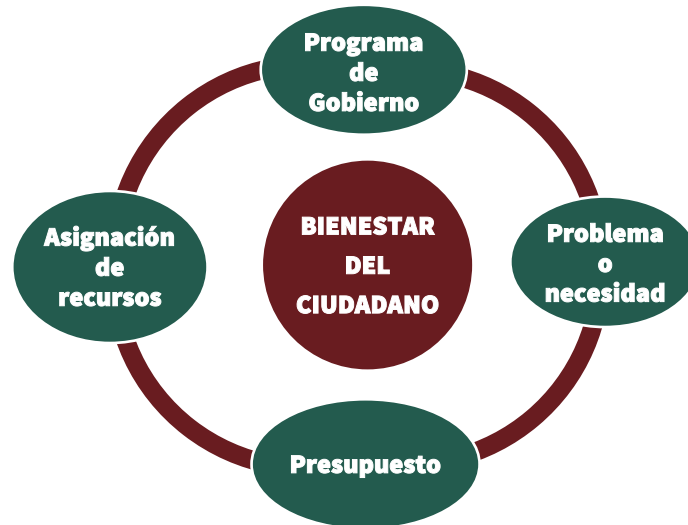 Programa
de
Gobierno
Asignación
de
recursos
BIENESTAR
DEL
CIUDADANO
Problema
o
necesidad
Presupuesto